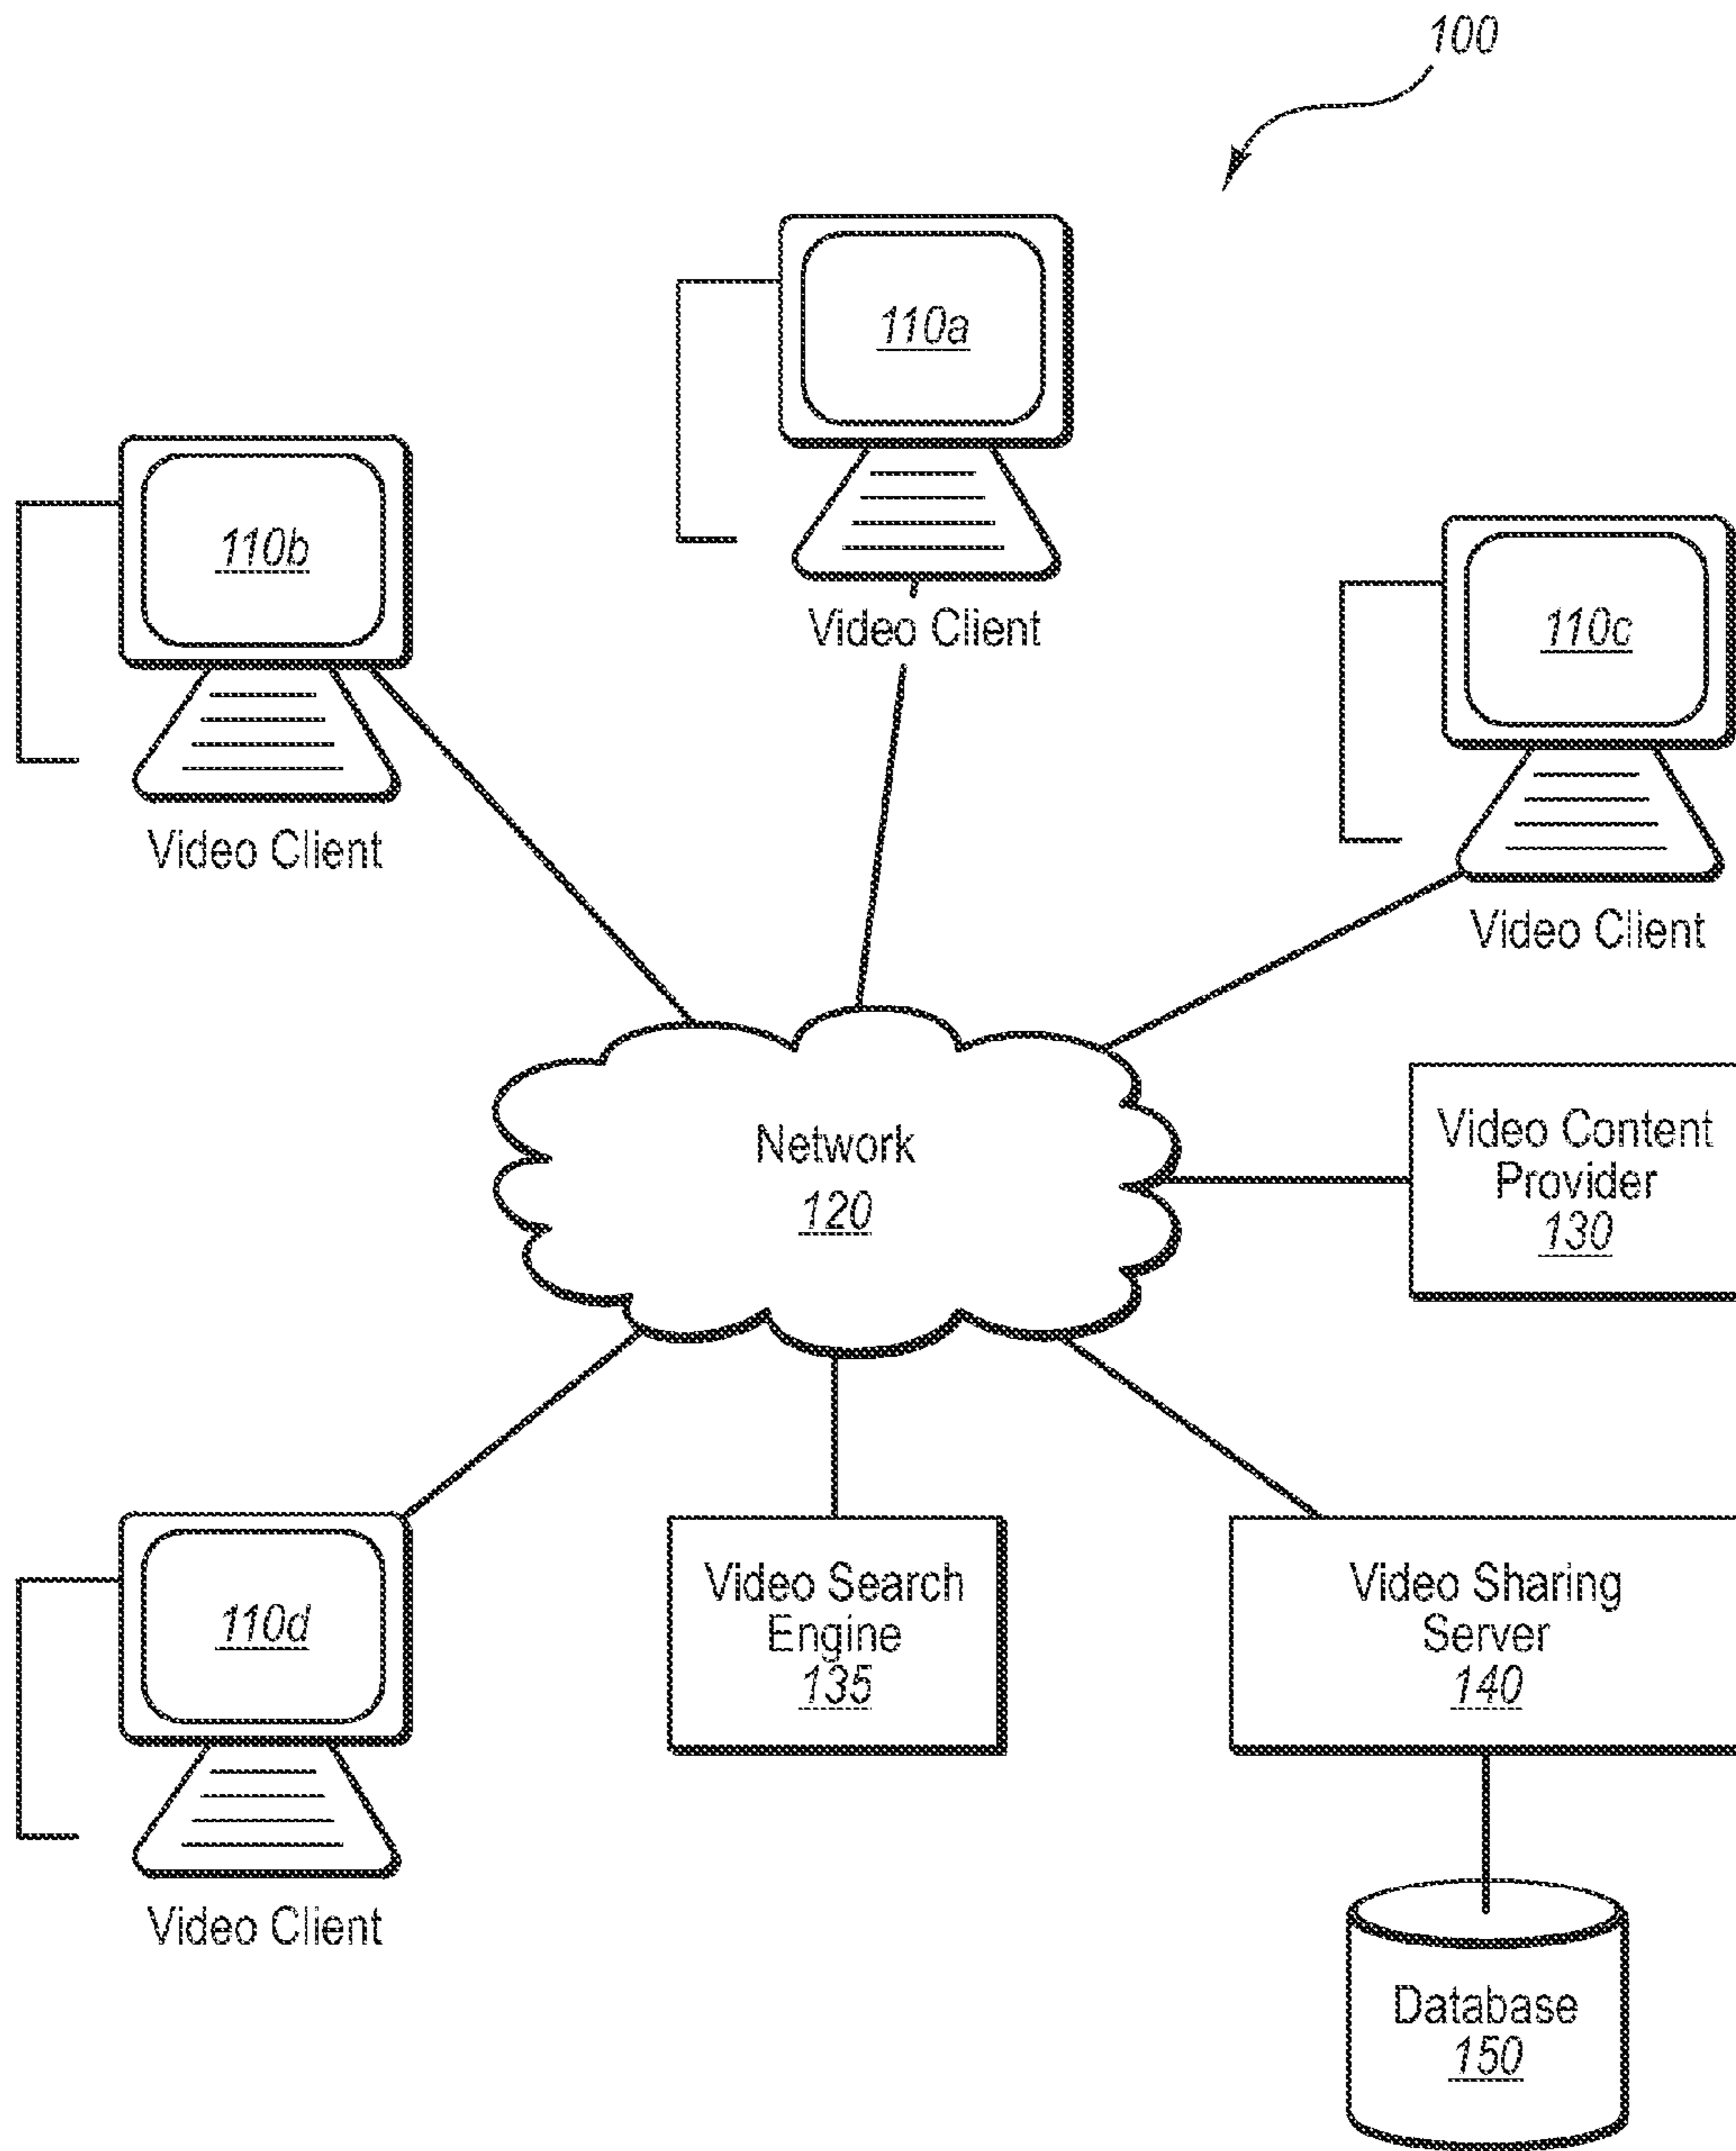 100
110a
Video Client
110b
Video Client
110c
Video Client
Network
120
Video Content
Provider
130
110d
Video Client
Video Search
Engine
135
Video Sharing
Server
140
Database
150